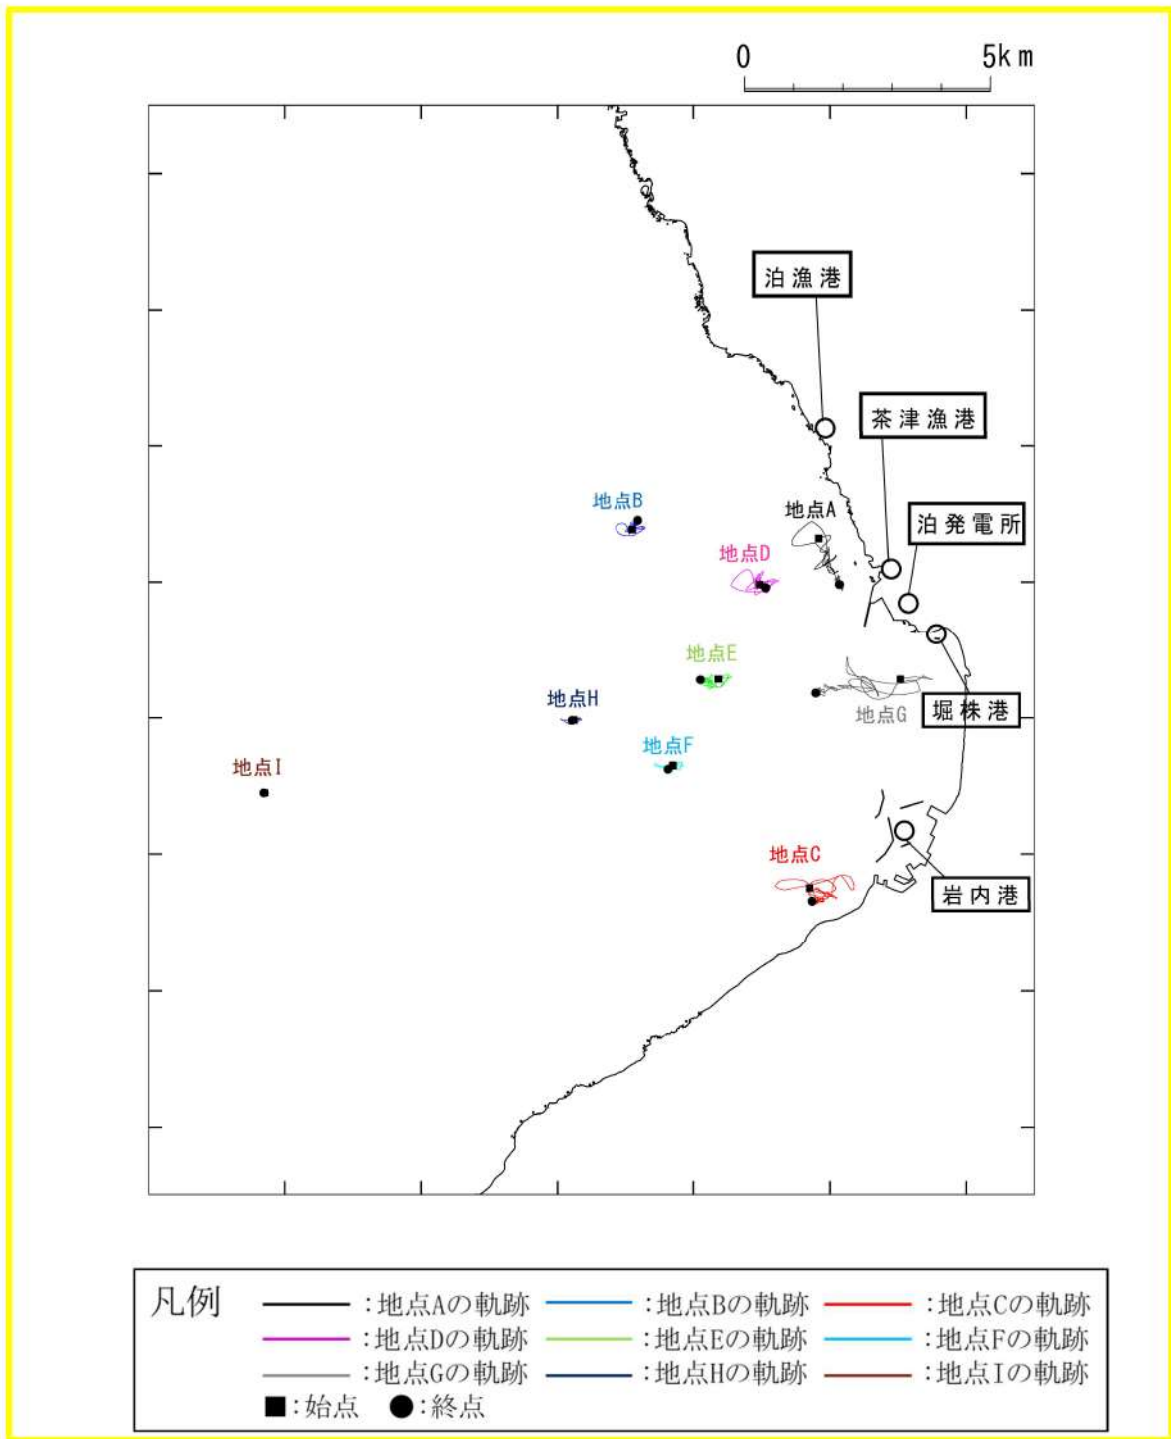 0 5km
泊漁港
茶津漁港
地点B
地点A
泊発電所
地点D
地点E
地点H
地点G
堀株港
地点F
地点I
地点C
岩内港
凡例 :地点Aの軌跡 :地点Bの軌跡 :地点Cの軌跡
:地点Dの軌跡 :地点Eの軌跡 :地点Fの軌跡
:地点Gの軌跡 :地点Hの軌跡 :地点Iの軌跡
■:始点 ●:終点